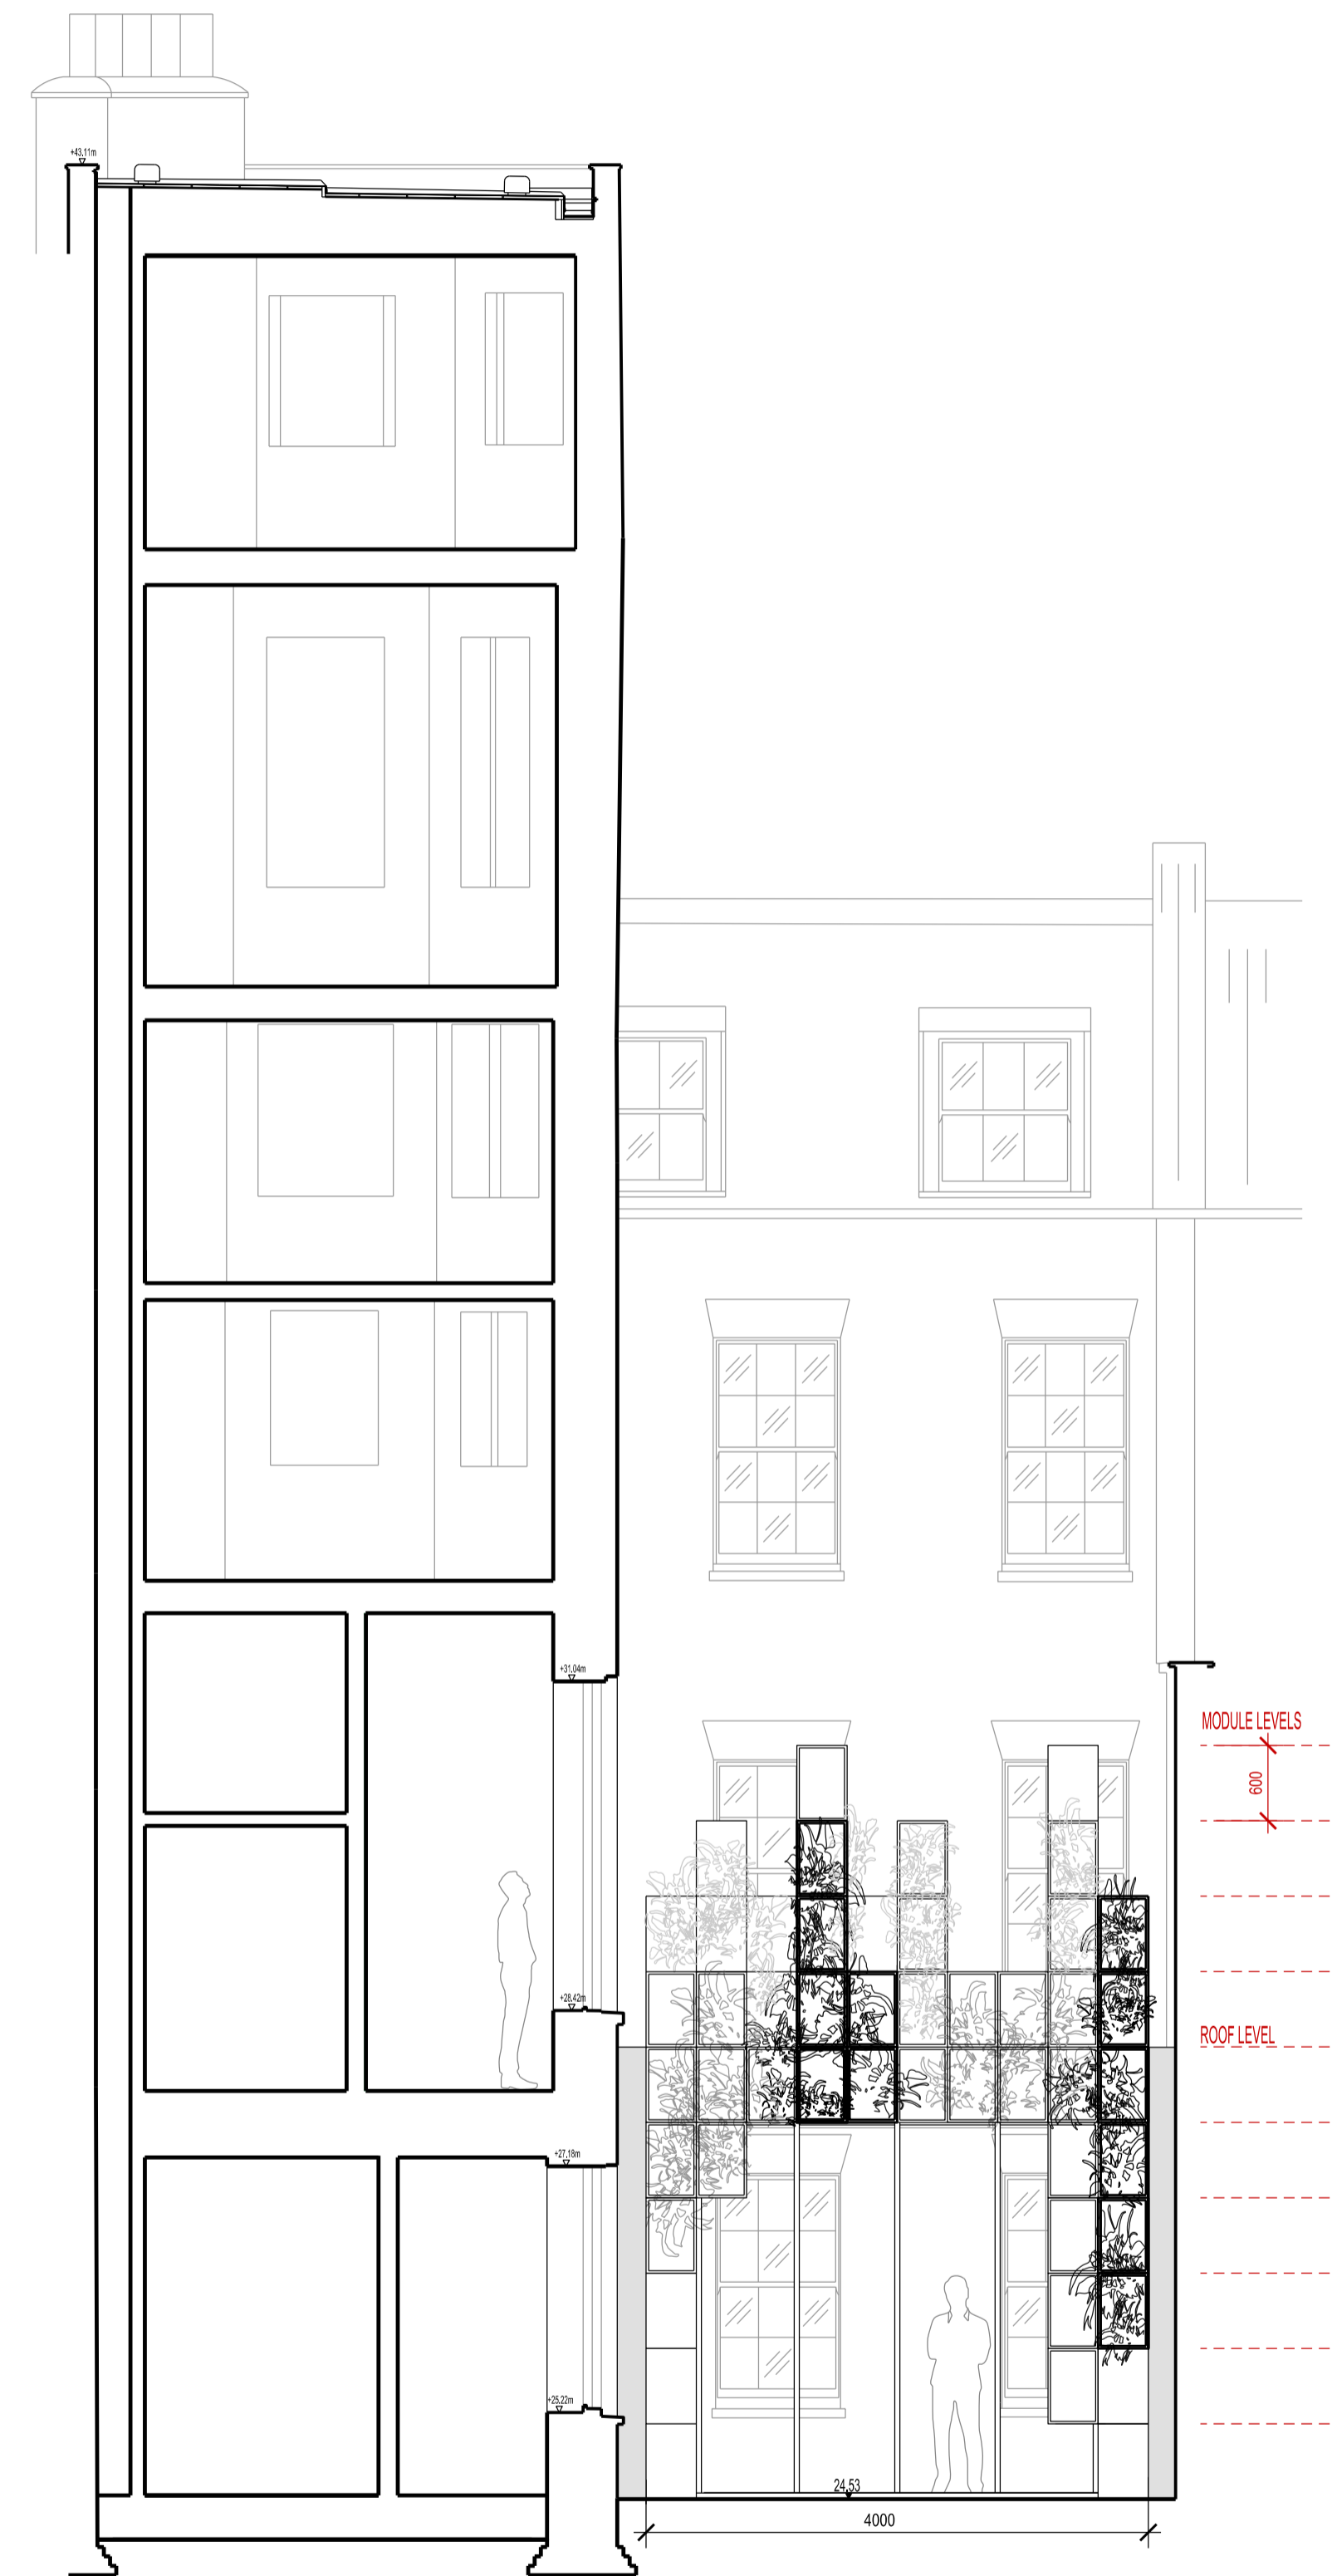 +43,11m
+31.04m
MODULE LEVELS
600
+28.42m
ROOF LEVEL
+27.18m
+25.22m
24,53
4000